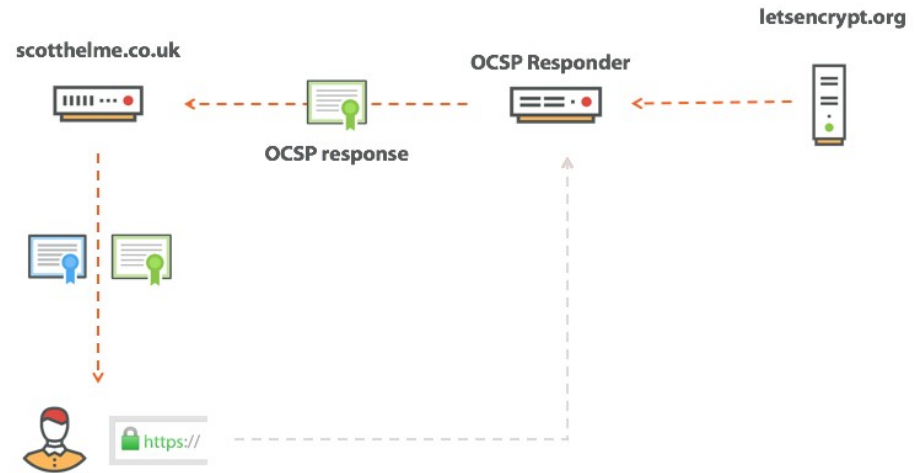 letsencrypt.org
scotthelme.co.uk
OCSP Responder
OCSP response
https://